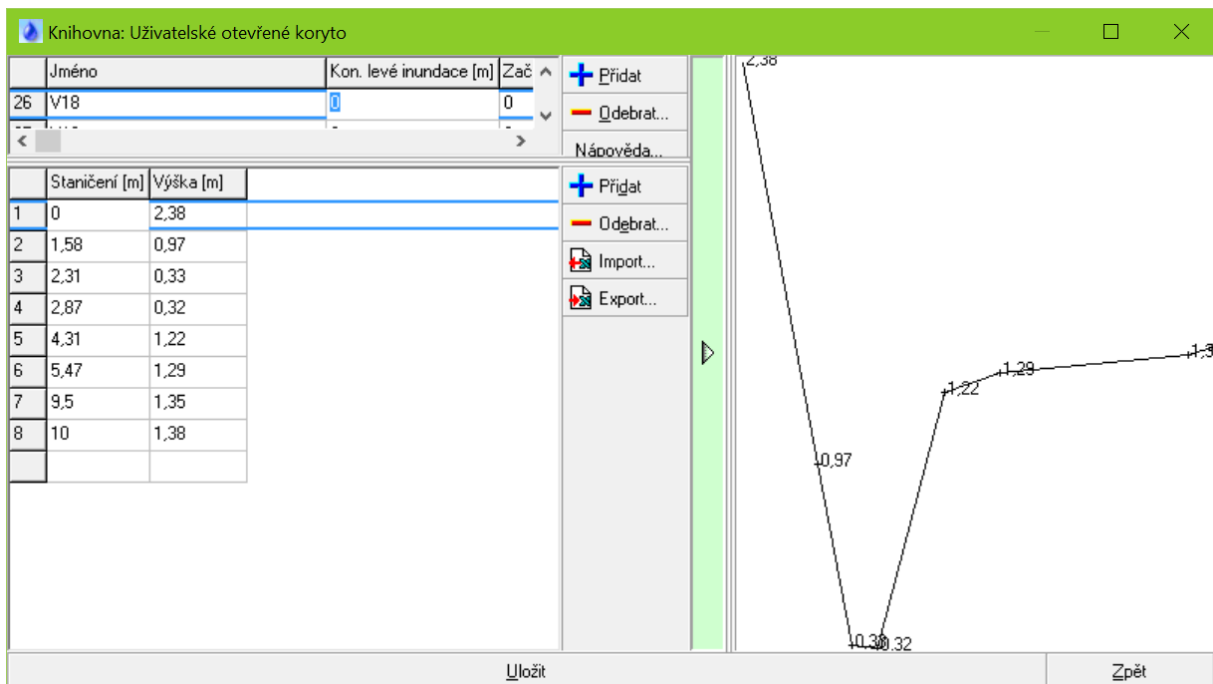 Knihovna: Uživatelské otevřené koryto
Jméno Kon. levé inundace [m] Zač
26 V18 0 0
Přidat
Odebrat...
Nápověda...
Staničení [m] Výška [m]
1 0 2,38
2 1,58 0,97
3 2,31 0,33
4 2,87 0,32
5 4,31 1,22
6 5,47 1,29
7 9,5 1,35
8 10 1,38
Přidat
Odebrat...
Import...
Export...
2,38
0,97
0.32
1,22
1,29
Uložit
Zpět